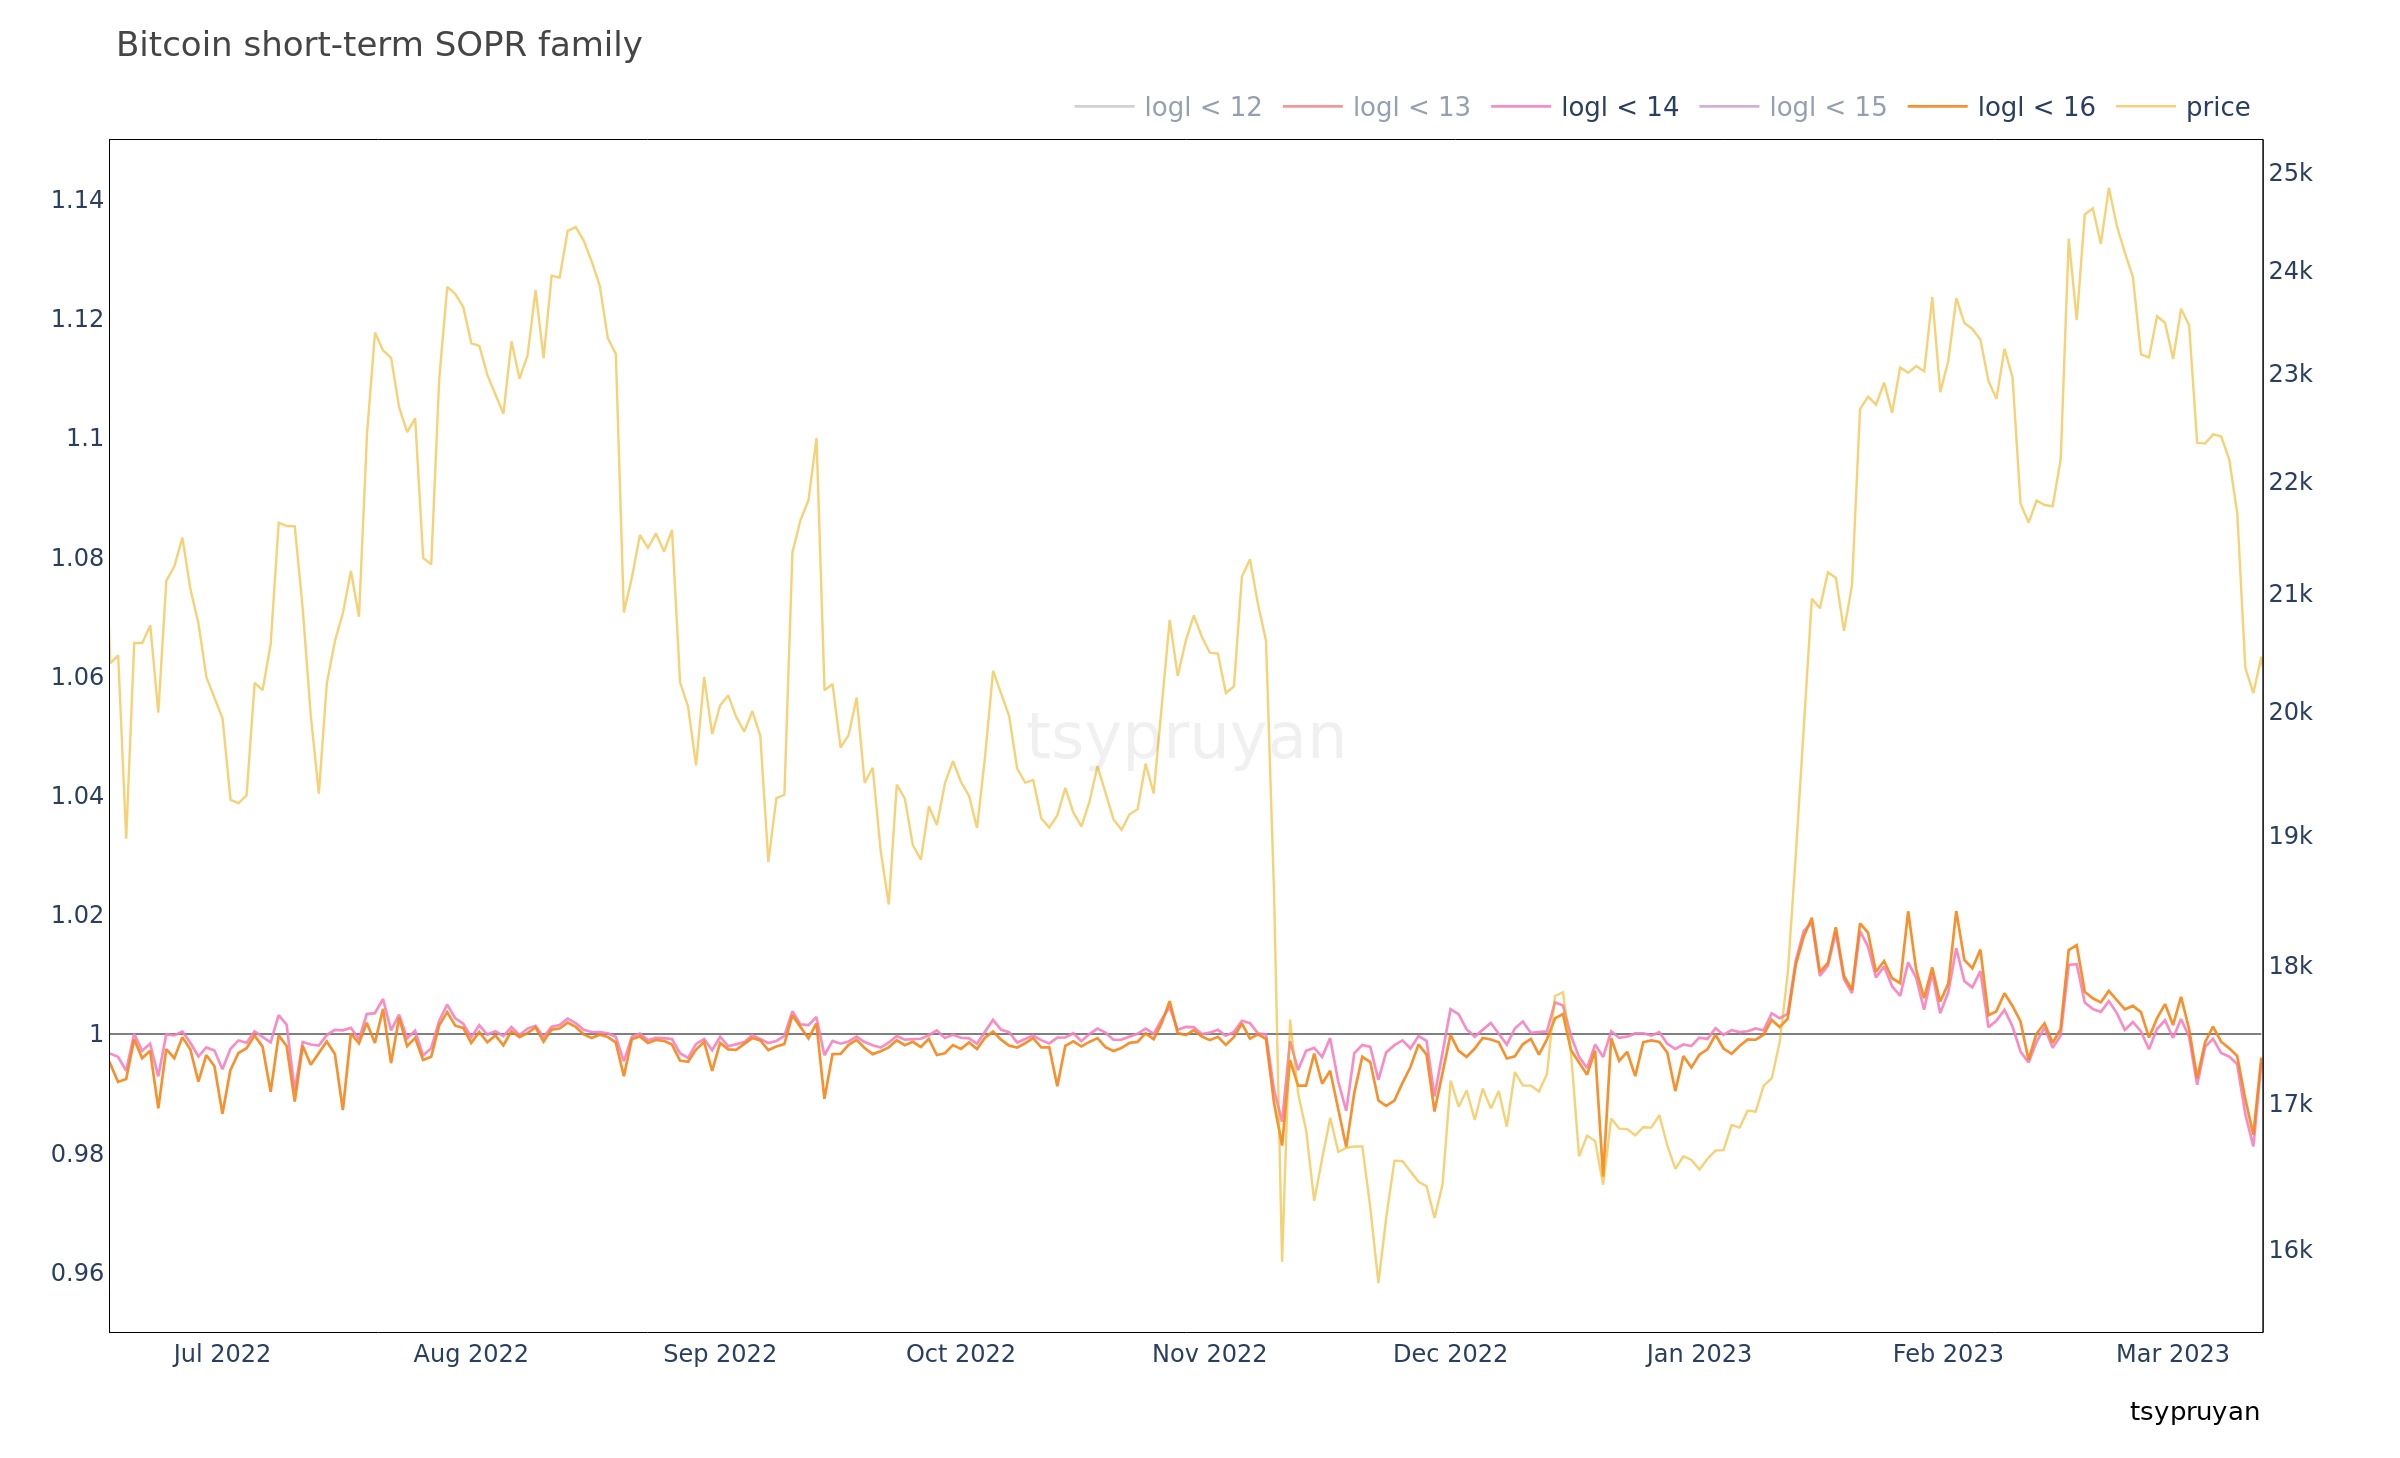 Bitcoin short-term SOPR family
logl < 12 logl < 13 logl < 14 logl < 15 logl < 16 price
1.14
1.12
1.1
1.08
1.06
1.04
1.02
1
0.98
0.96
25k
24k
23k
22k
21k
20k
19k
18k
17k
16k
tsypruyan
Jul 2022 Aug 2022 Sep 2022 Oct 2022 Nov 2022 Dec 2022 Jan 2023 Feb 2023 Mar 2023
tsypruyan